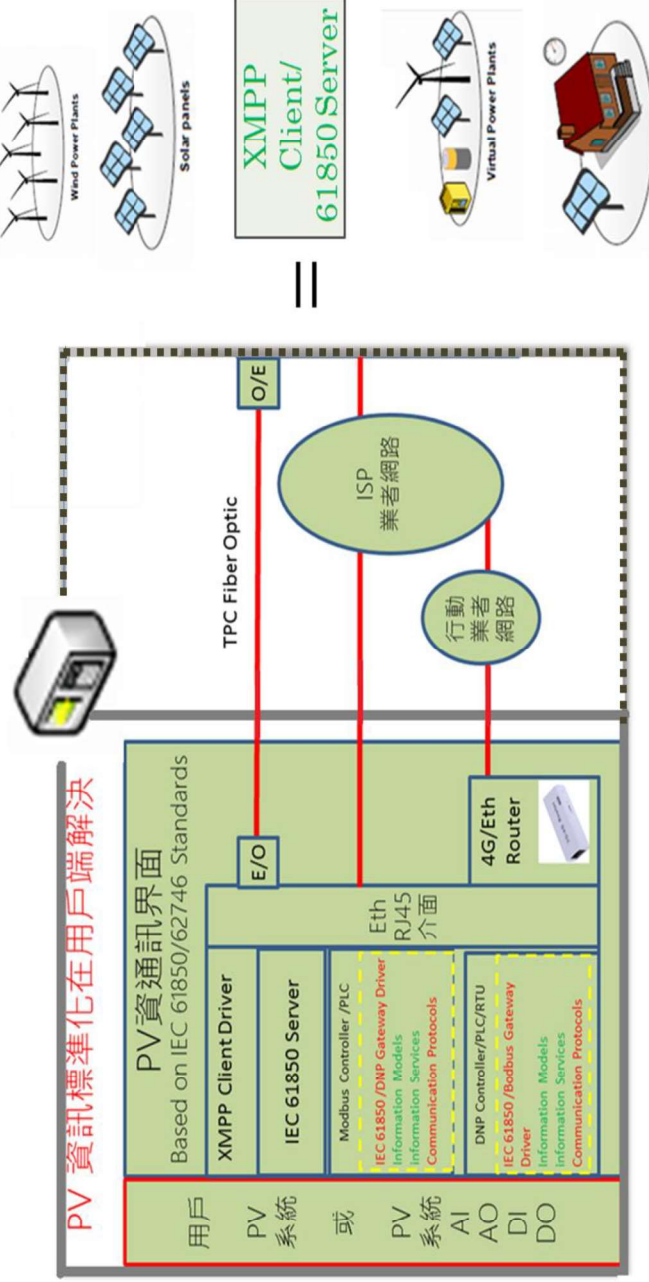 PV 資訊標準化在用戶端解決
用戶
PV
系統
或
PV
系統
AI
AO
DI
DO
PV資通訊界面
Based on IEC 61850/62746 Standards
XMPP Client Driver
IEC 61850 Server
Modbus Controller /PLC
IEC 61850 /DNP Gateway Driver
Information Models
Information Services
Communication Protocols
DNP Controller/PLC/RTU
IEC 61850 /Bodbus Gateway
Driver
Information Models
Information Services
Communication Protocols
Eth
RJ45
介面
E/O
4G/Eth
Router
TPC Fiber Optic
O/E
ISP
業者網路
行動
業者
網路
=
Wind Power Plants
Solar panels
XMPP
Client/
61850 Server
Virtual Power Plants